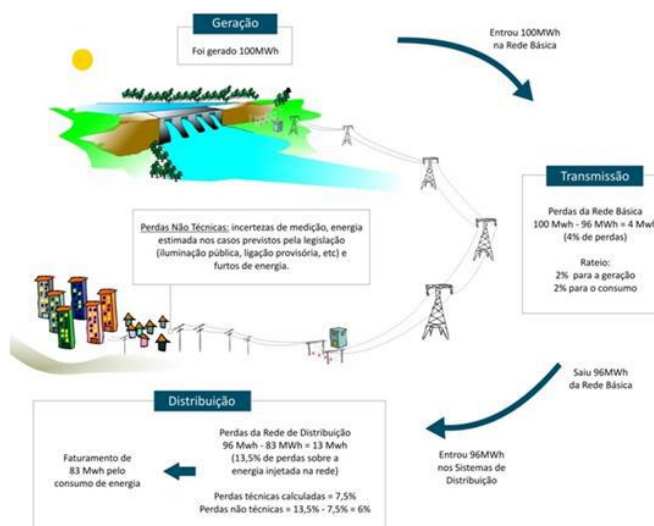 Geração
Foi gerado 100MWh
Entrou 100MWh
na Rede Básica
Transmissão
Perdas da Rede Básica
100 Mwh - 96 MWh = 4 Mwh
(4% de perdas)
Rateio:
2% para a geração
2% para o consumo
Perdas Não Técnicas: incertezas de medição, energia
estimada nos casos previstos pela legislação
(iluminação pública, ligação provisória, etc) e
furtos de energia.
Saiu 96MWh
da Rede Básica
Entrou 96MWh
nos Sistemas de
Distribuição
Distribuição
Perdas da Rede de Distribuição
96 Mwh - 83 MWh = 13 Mwh
(13,5% de perdas sobre a
energia injetada na rede)
Perdas técnicas calculadas = 7,5%
Perdas não técnicas = 13,5% - 7,5% = 6%
Faturamento de
83 Mwh pelo
consumo de energia